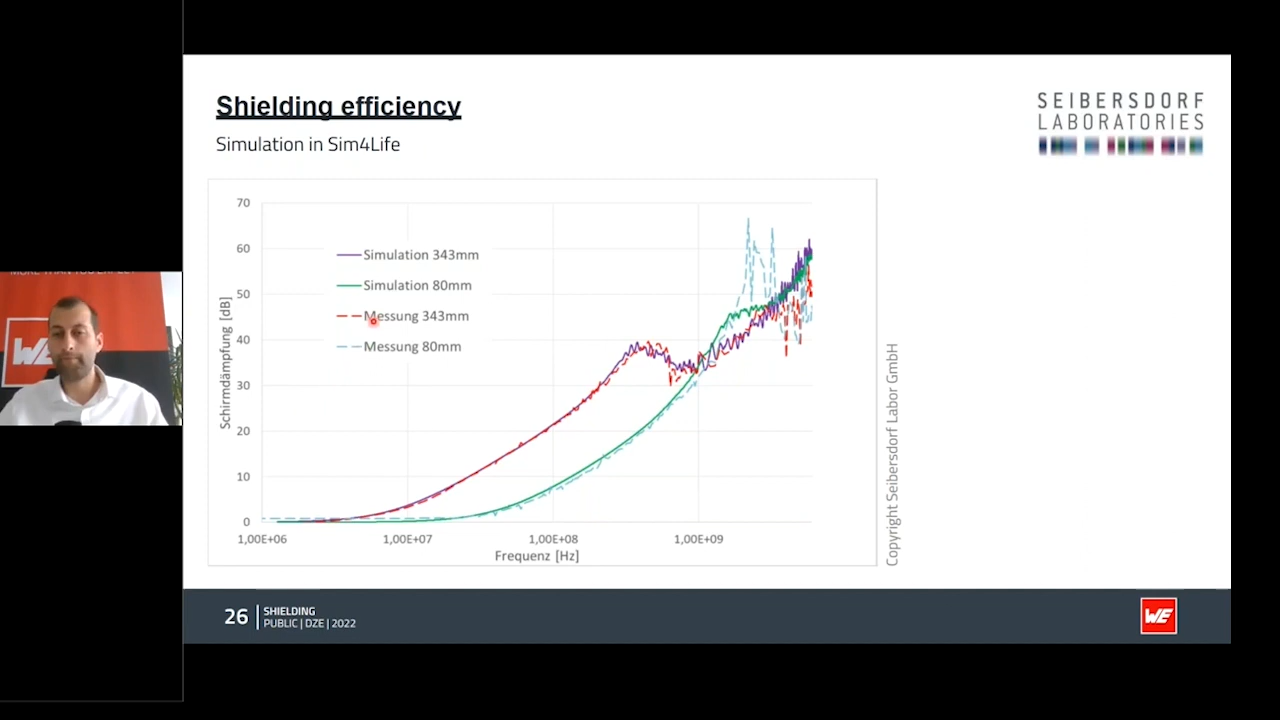 Shielding efficiency
Simulation in Sim4Life
SEIBERSDORF
LABORATORIES
70
60
50
40
30
20
10
0
Schirmdämpfung [dB]
Simulation 343mm
Simulation 80mm
Messung 343mm
Messung 80mm
1,00E+06 1,00E+07 1,00E+08 1,00E+09
Frequenz [Hz]
Copyright Seibersdorf Labor GmbH
WE
26
SHIELDING
PUBLIC | DZE | 2022
WE